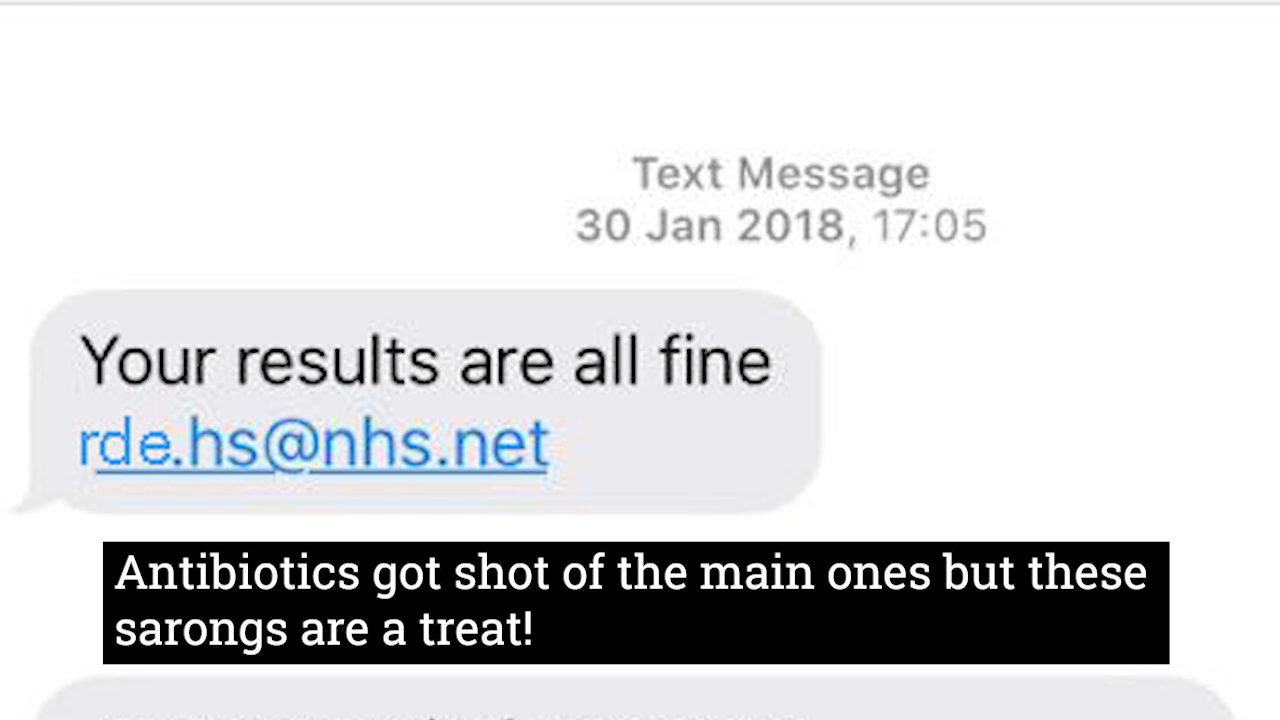 Text Message
30 Jan 2018, 17:05
Your results are all fine
rde.hs@nhs.net
Antibiotics got shot of the main ones but these
sarongs are a treat!